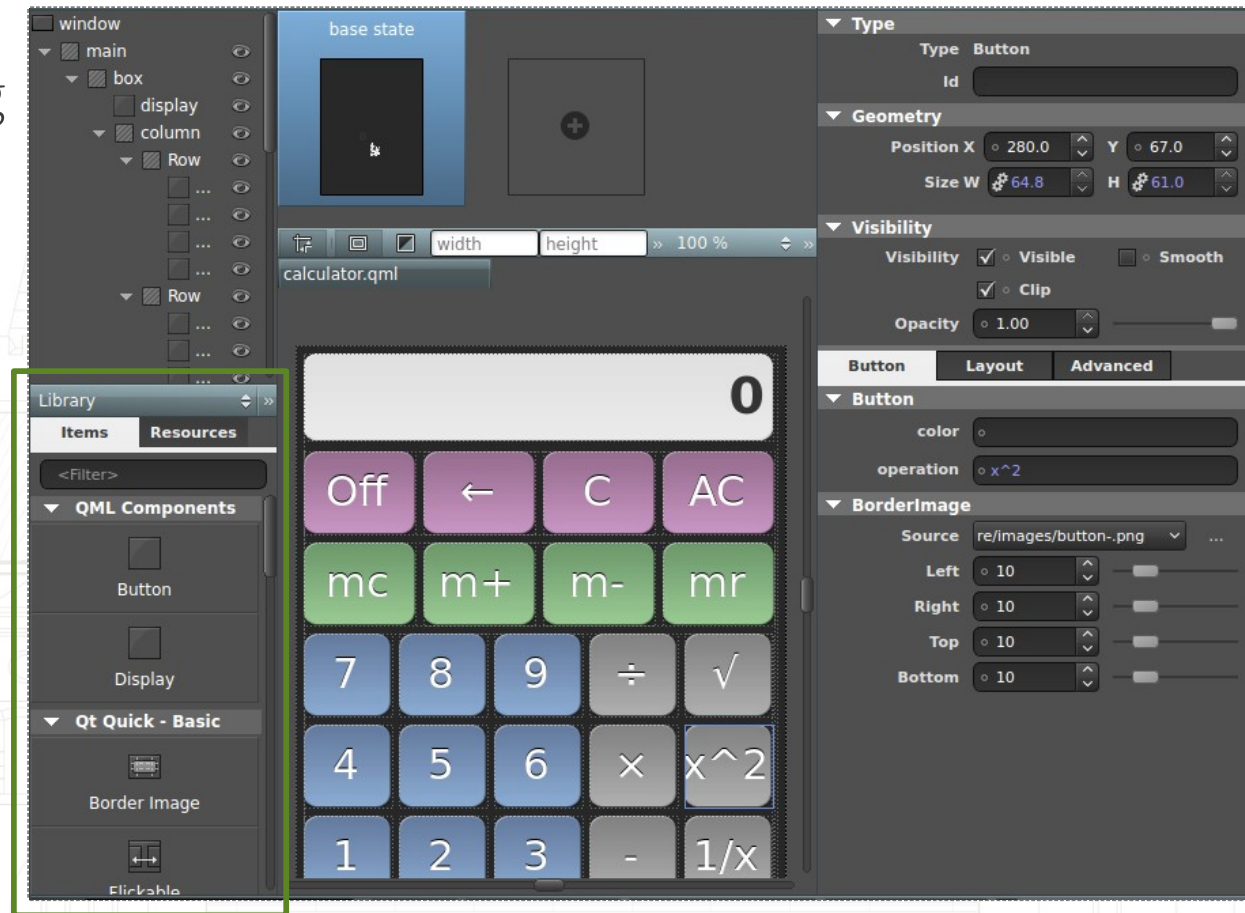 window
main
box
display
column
Row
...
...
...
...
Row
...
...
...
Library
Items Resources
<Filter>
QML Components
Button
Display
Qt Quick - Basic
Border Image
Flickable
base state
width height » 100 % »
calculator.qml
0
Off ← C AC
mc m+ m- mr
7 8 9 ÷ √
4 5 6 × x^2
1 2 3 - 1/x
Type
Type Button
Id
Geometry
Position X 280.0 Y 67.0
Size W 64.8 H 61.0
Visibility
Visibility Visible Smooth
Clip
Opacity 1.00
Button Layout Advanced
Button
color
operation x^2
BorderImage
Source re/images/button-.png ...
Left 10
Right 10
Top 10
Bottom 10